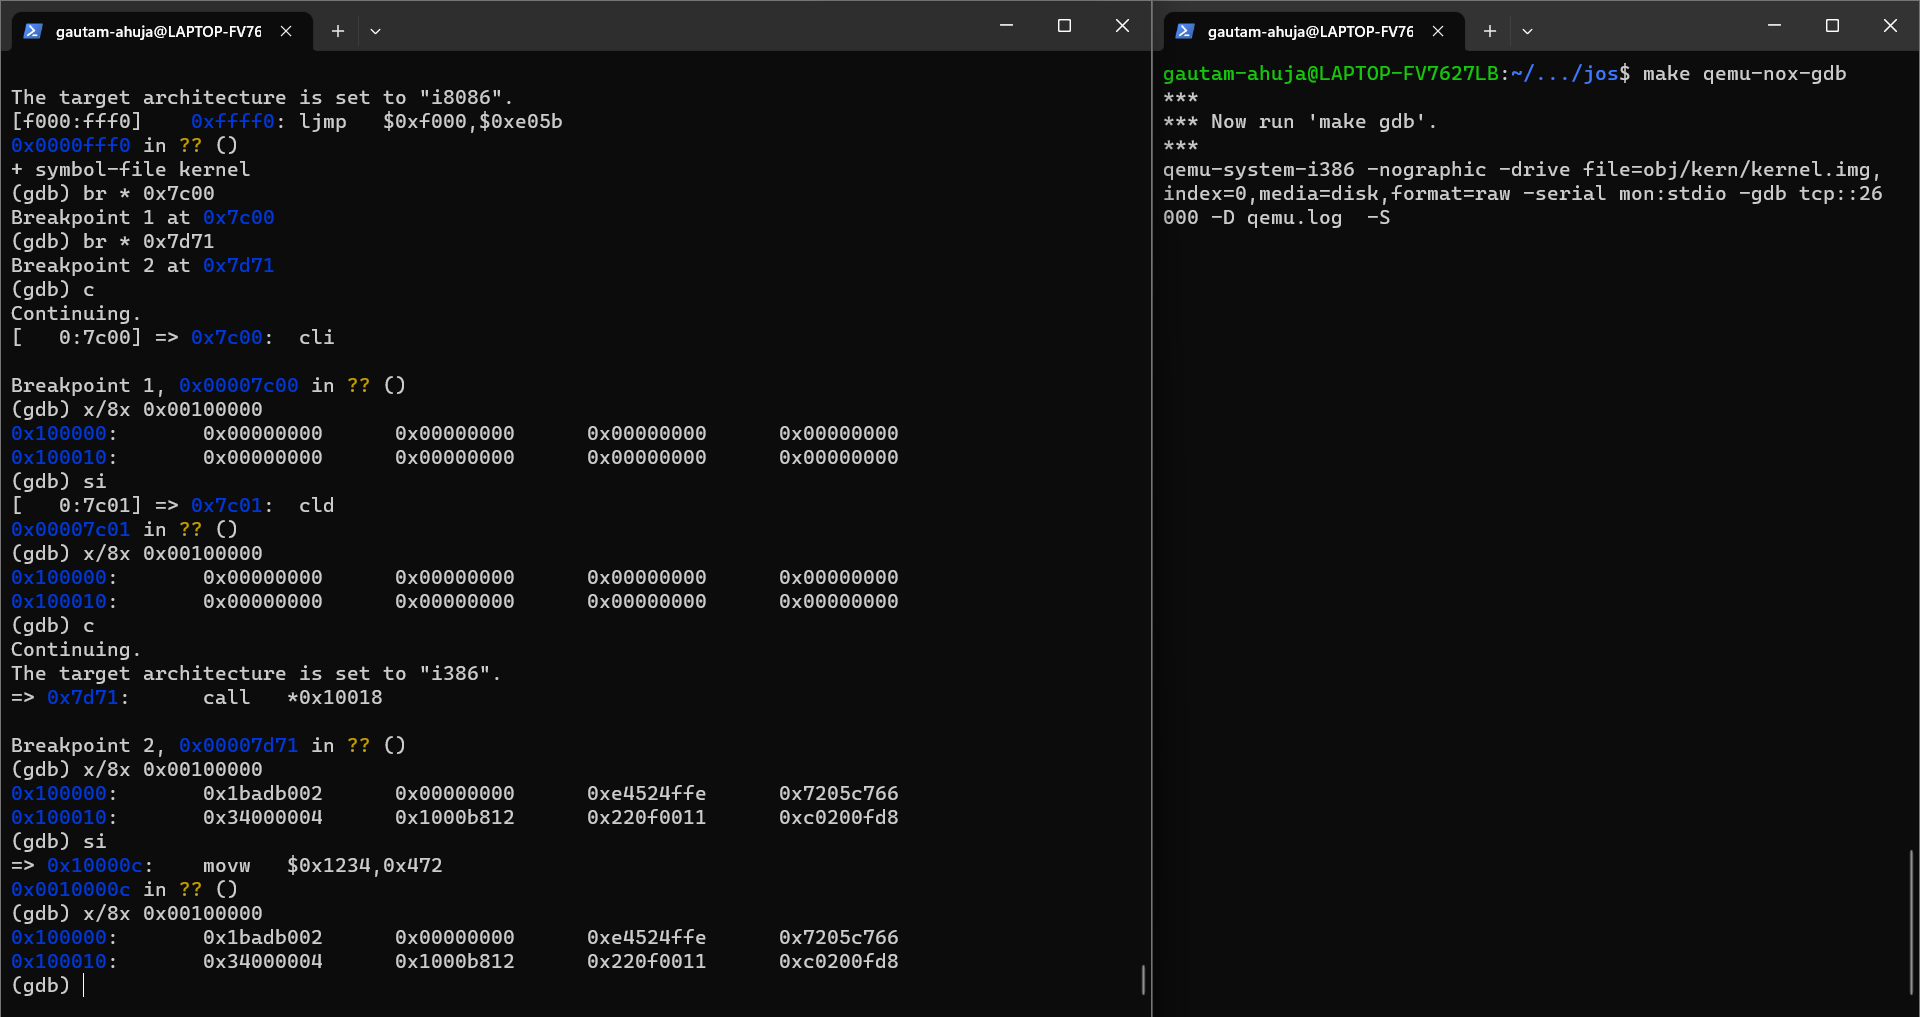 gautam-ahuja@LAPTOP-FV76
The target architecture is set to "i8086".
[f000:fff0]    0xffff0: ljmp   $0xf000,$0xe05b
0x0000fff0 in ?? ()
+ symbol-file kernel
(gdb) br * 0x7c00
Breakpoint 1 at 0x7c00
(gdb) br * 0x7d71
Breakpoint 2 at 0x7d71
(gdb) c
Continuing.
[   0:7c00] => 0x7c00:  cli
Breakpoint 1, 0x00007c00 in ?? ()
(gdb) x/8x 0x00100000
0x100000:       0x00000000      0x00000000      0x00000000      0x00000000
0x100010:       0x00000000      0x00000000      0x00000000      0x00000000
(gdb) si
[   0:7c01] => 0x7c01:  cld
0x00007c01 in ?? ()
(gdb) x/8x 0x00100000
0x100000:       0x00000000      0x00000000      0x00000000      0x00000000
0x100010:       0x00000000      0x00000000      0x00000000      0x00000000
(gdb) c
Continuing.
The target architecture is set to "i386".
=> 0x7d71:      call   *0x10018
Breakpoint 2, 0x00007d71 in ?? ()
(gdb) x/8x 0x00100000
0x100000:       0x1badb002      0x00000000      0xe4524ffe      0x7205c766
0x100010:       0x34000004      0x1000b812      0x220f0011      0xc0200fd8
(gdb) si
=> 0x10000c:    movw   $0x1234,0x472
0x0010000c in ?? ()
(gdb) x/8x 0x00100000
0x100000:       0x1badb002      0x00000000      0xe4524ffe      0x7205c766
0x100010:       0x34000004      0x1000b812      0x220f0011      0xc0200fd8
(gdb)
gautam-ahuja@LAPTOP-FV76
gautam-ahuja@LAPTOP-FV7627LB:~/.../jos$ make qemu-nox-gdb
***
*** Now run 'make gdb'.
***
qemu-system-i386 -nographic -drive file=obj/kern/kernel.img,
index=0,media=disk,format=raw -serial mon:stdio -gdb tcp::26
000 -D qemu.log  -S